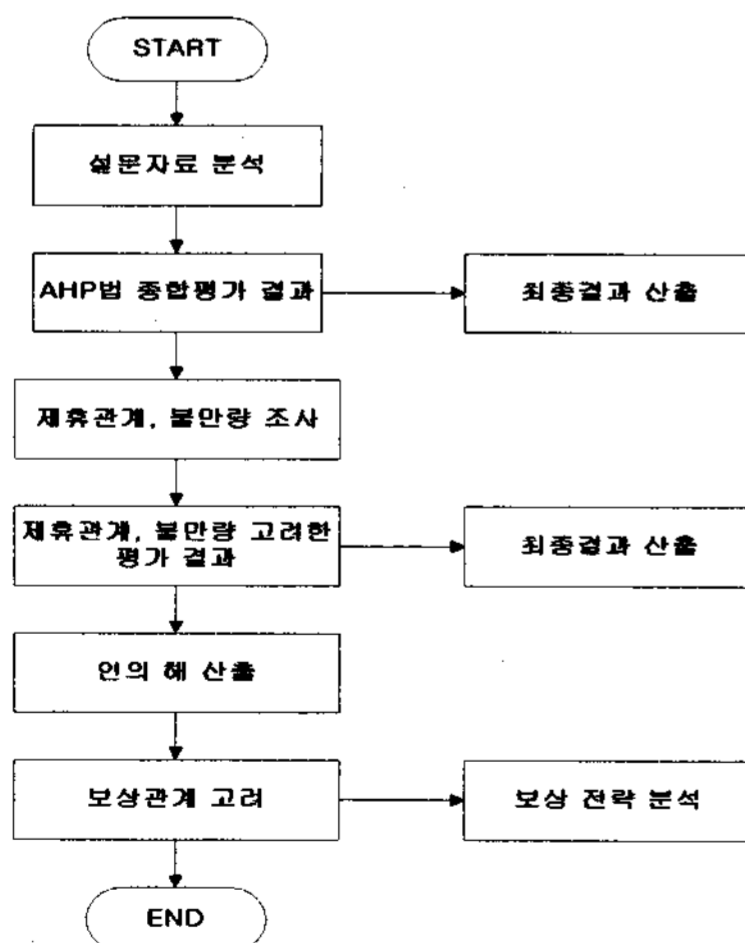 START
설문자료 분석
AHP법 종합평가 결과
최종결과 산출
제휴관계, 불만량 조사
제휴관계, 불만량 고려한
평가 결과
최종결과 산출
언의 해 산출
보상관계 고려
보상 전략 분석
END